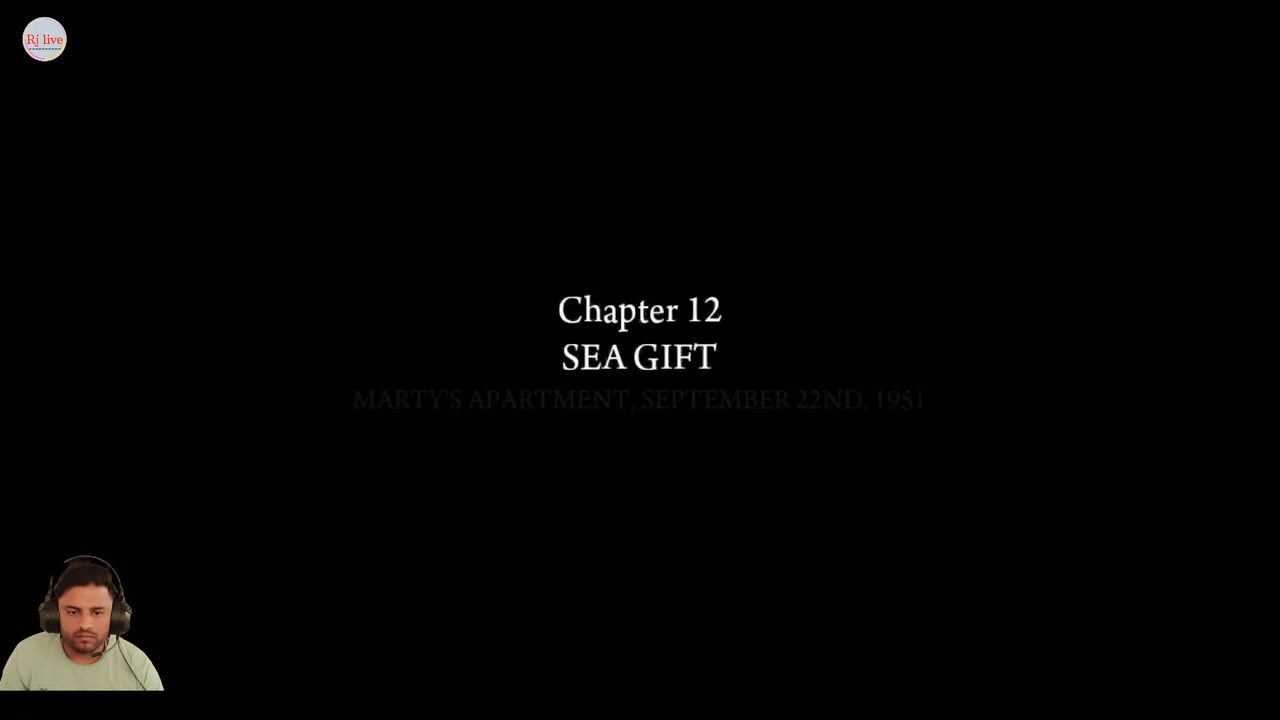 Rj live
Chapter 12
SEA GIFT
MARTY'S APARTMENT, SEPTEMBER 22ND, 1951